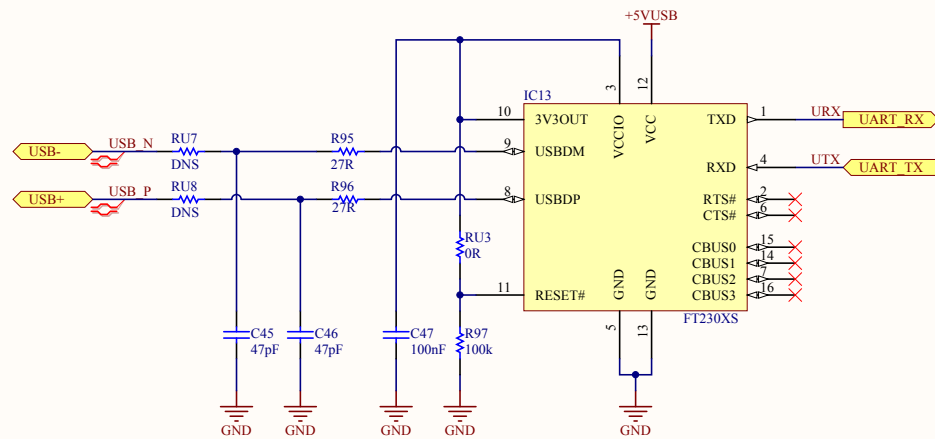 +5VUSB
IC13
3
12
10
3V3OUT
VCCIO
VCC
TXD
1
URX
UART_RX
USB-
USB_N
RU7
DNS
R95
27R
9
USBDM
RXD
4
UTX
UART_TX
USB+
USB_P
RU8
DNS
R96
27R
8
USBDP
RTS#
2
CTS#
6
RU3
0R
CBUS0
15
CBUS1
14
CBUS2
7
CBUS3
16
11
RESET#
GND
GND
5
13
FT230XS
C45
47pF
C46
47pF
C47
100nF
R97
100k
GND
GND
GND
GND
GND